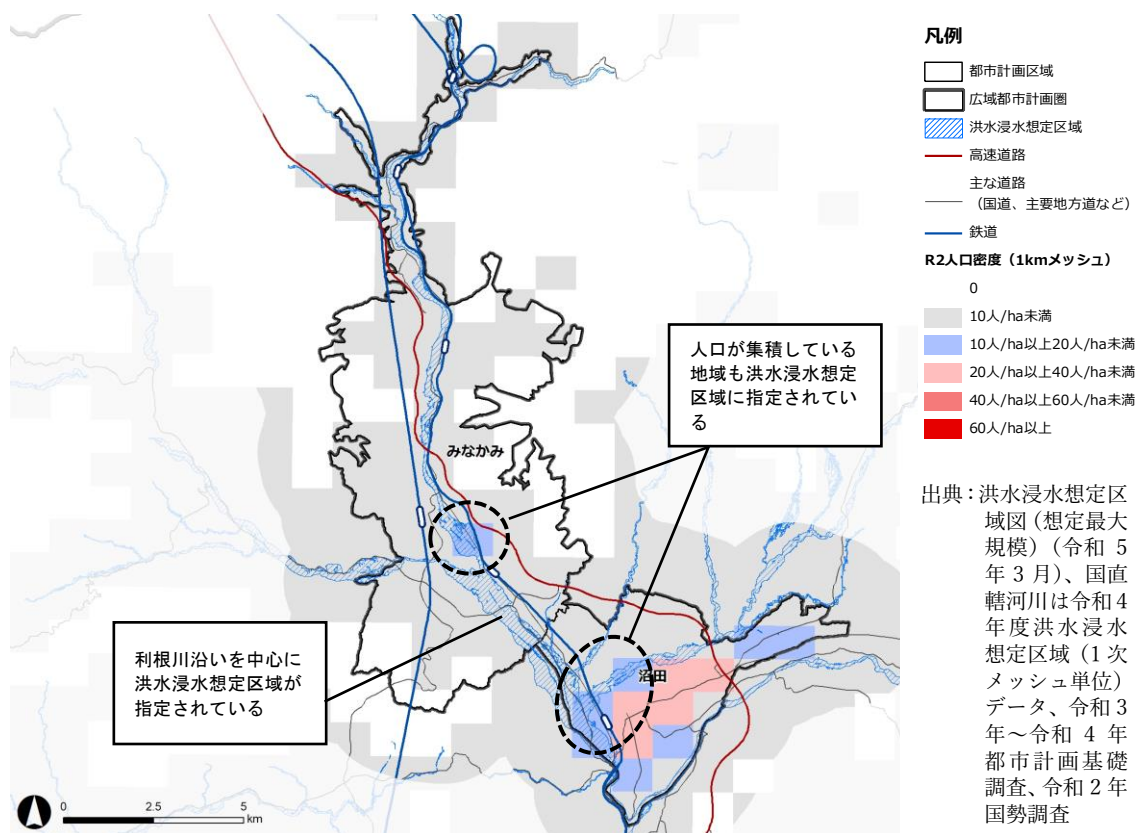 凡例
都市計画区域
広域都市計画圏
洪水浸水想定区域
高速道路
主な道路
（国道、主要地方道など）
鉄道
R2人口密度（1kmメッシュ）
0
10人/ha未満
10人/ha以上20人/ha未満
20人/ha以上40人/ha未満
40人/ha以上60人/ha未満
60人/ha以上
人口が集積している
地域も洪水浸水想定
区域に指定されてい
る
みなかみ
沼田
利根川沿いを中心に
洪水浸水想定区域が
指定されている
0 2.5 5
km
出典：洪水浸水想定区
域図（想定最大
規模）（令和 5
年 3 月）、国直
轄河川は令和 4
年度洪水浸水
想定区域（1 次
メッシュ単位）
データ、令和 3
年～令和 4 年
都市計画基礎
調査、令和 2 年
国勢調査